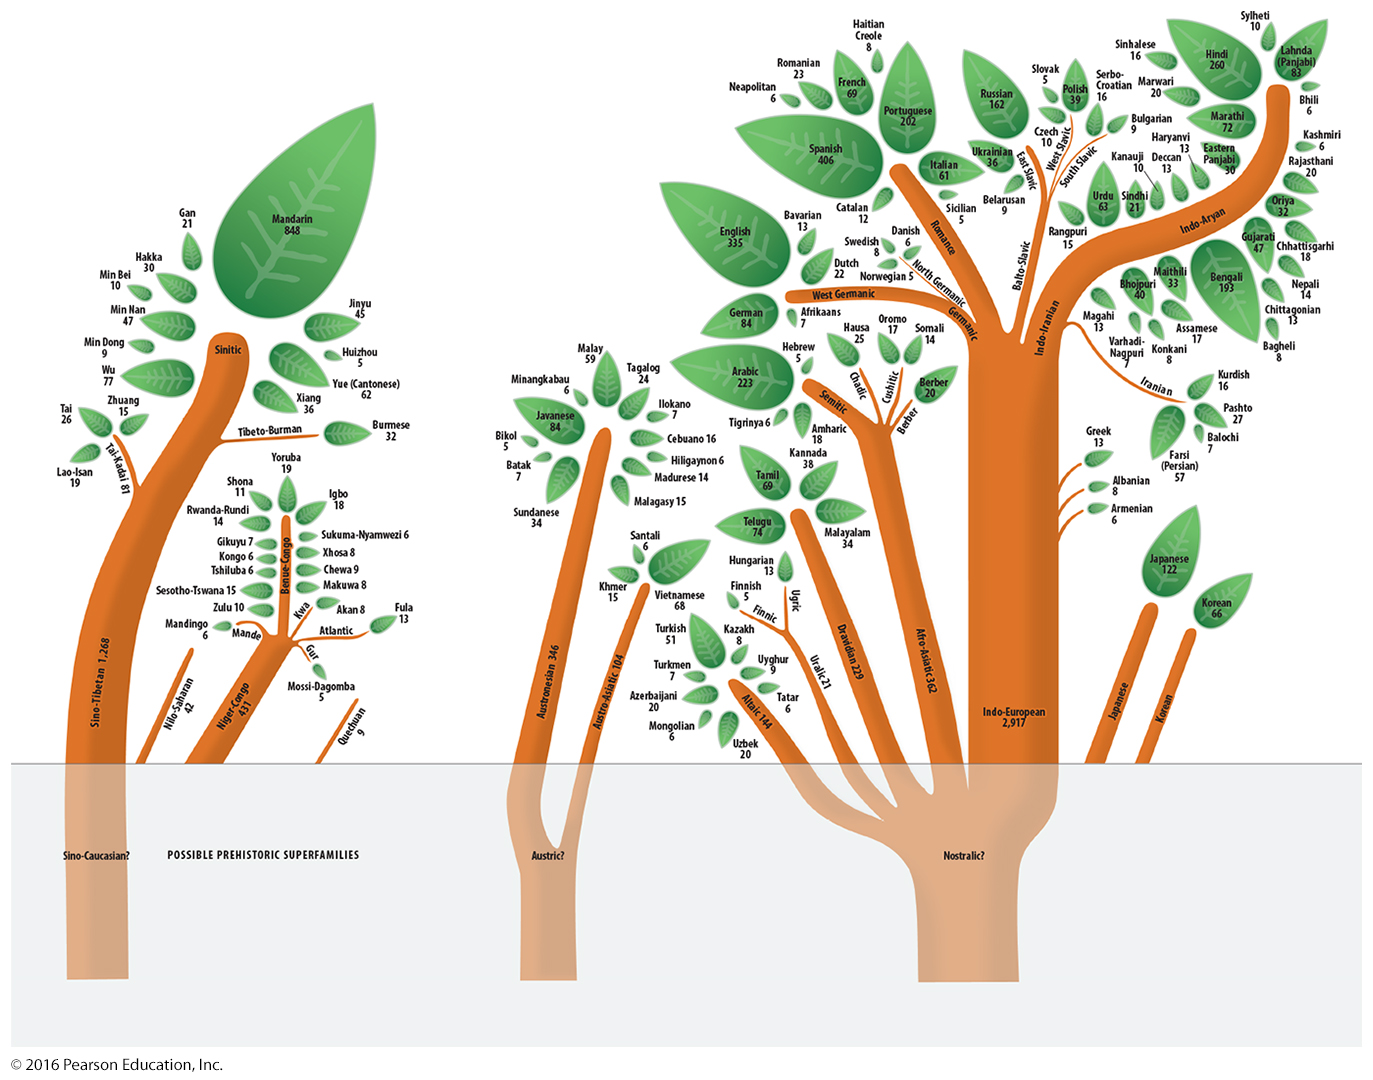 Mandarin
848
Gan
21
Hakka
30
Min Bei
10
Min Nan
47
Min Dong
9
Wu
77
Jinyu
45
Huizhou
5
Yue (Cantonese)
62
Xiang
36
Sinitic
Tai
26
Zhuang
15
Lao-Isan
19
Tai-Kadai 81
Tibeto-Burman
Burmese
32
Sino-Tibetan 1,268
Yoruba
19
Shona
11
Igbo
18
Rwanda-Rundi
14
Gikuyu 7
Kongo 6
Tshiluba 6
Sesotho-Tswana 15
Zulu 10
Sukuma-Nyamwezi 6
Xhosa 8
Chewa 9
Makuwa 8
Benue-Congo
Kwa
Akan 8
Fula
13
Atlantic
Mandingo
6
Mande
Gur
Mossi-Dagomba
5
Nilo-Saharan
42
Niger-Congo
431
Quechuan
9
Malay
59
Minangkabau
6
Tagalog
24
Javanese
84
Ilokano
7
Bikol
5
Cebuano 16
Batak
7
Hiligaynon 6
Madurese 14
Malagasy 15
Sundanese
34
Austronesian 346
Santali
6
Khmer
15
Vietnamese
68
Austro-Asiatic 104
Haitian
Creole
8
Romanian
23
Neapolitan
6
French
69
Portuguese
202
Spanish
406
Italian
61
Catalan
12
Sicilian
5
Romance
English
335
Bavarian
13
Dutch
22
German
84
Afrikaans
7
West Germanic
Swedish
8
Danish
6
Norwegian 5
North Germanic
Germanic
Russian
162
Ukrainian
36
Belarusan
9
East Slavic
Slovak
5
Polish
39
Czech
10
West Slavic
Serbo-
Croatian
16
Bulgarian
9
South Slavic
Balto-Slavic
Sylheti
10
Sinhalese
16
Hindi
260
Lahnda
(Panjabi)
83
Marwari
20
Bhili
6
Marathi
72
Haryanvi
13
Kashmiri
6
Kanauji
10
Deccan
13
Eastern
Panjabi
30
Rajasthani
20
Urdu
63
Sindhi
21
Oriya
32
Rangpuri
15
Indo-Aryan
Gujarati
47
Chhattisgarhi
18
Bhojpuri
40
Maithili
33
Bengali
193
Nepali
14
Magahi
13
Assamese
17
Chittagonian
13
Varhadi-
Nagpuri
7
Konkani
8
Bagheli
8
Indo-Iranian
Iranian
Kurdish
16
Pashto
27
Balochi
7
Farsi
(Persian)
57
Greek
13
Albanian
8
Armenian
6
Indo-European
2,917
Arabic
223
Hebrew
5
Tigrinya 6
Amharic
18
Semitic
Hausa
25
Chadic
Oromo
17
Somali
14
Cushitic
Berber
20
Berber
Afro-Asiatic 362
Kannada
38
Tamil
69
Telugu
74
Malayalam
34
Dravidian 229
Hungarian
13
Ugric
Finnish
5
Finnic
Uralic 21
Turkish
51
Kazakh
8
Turkmen
7
Uyghur
9
Azerbaijani
20
Tatar
6
Mongolian
6
Uzbek
20
Altaic 144
Japanese
122
Japanese
Korean
66
Korean
Sino-Caucasian?
POSSIBLE PREHISTORIC SUPERFAMILIES
Austric?
Nostralic?
© 2016 Pearson Education, Inc.